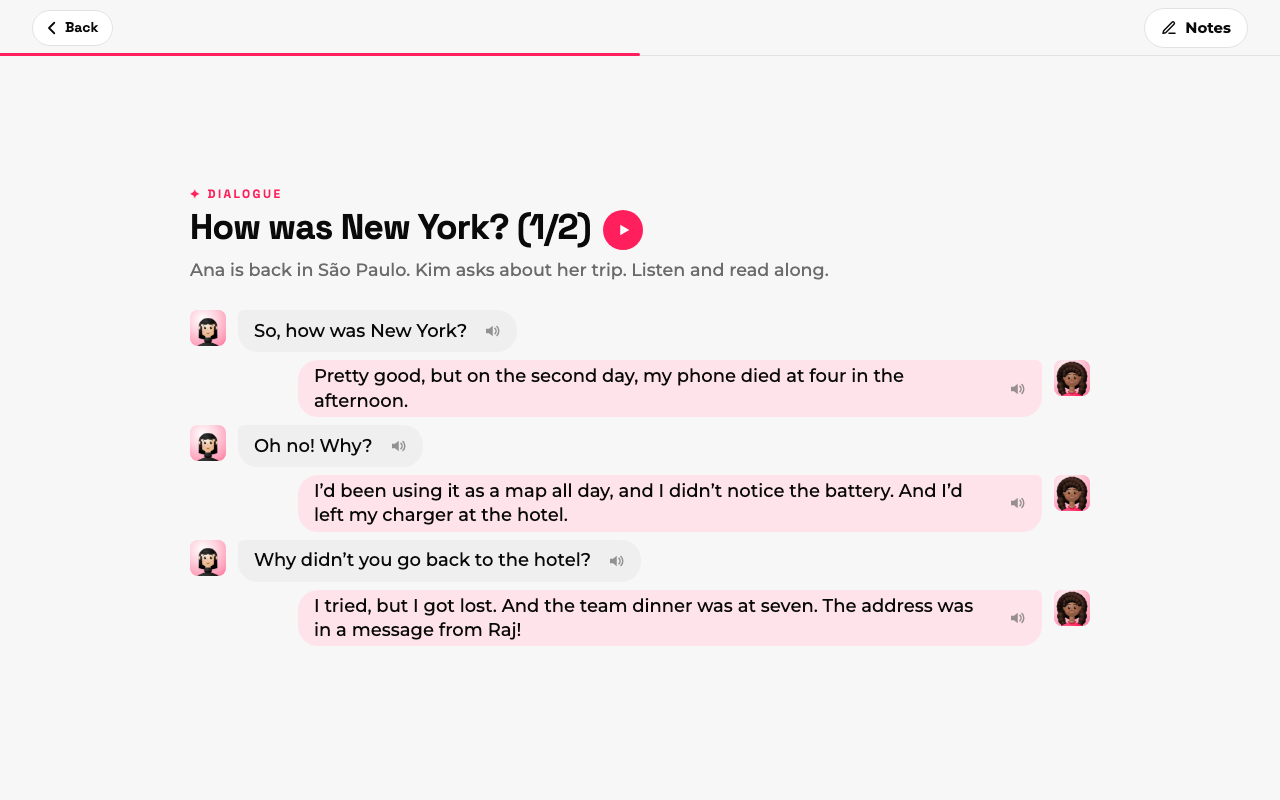 Back
Notes
DIALOGUE
How was New York? (1/2)
Ana is back in São Paulo. Kim asks about her trip. Listen and read along.
So, how was New York?
Pretty good, but on the second day, my phone died at four in the
afternoon.
Oh no! Why?
I’d been using it as a map all day, and I didn’t notice the battery. And I’d
left my charger at the hotel.
Why didn’t you go back to the hotel?
I tried, but I got lost. And the team dinner was at seven. The address was
in a message from Raj!